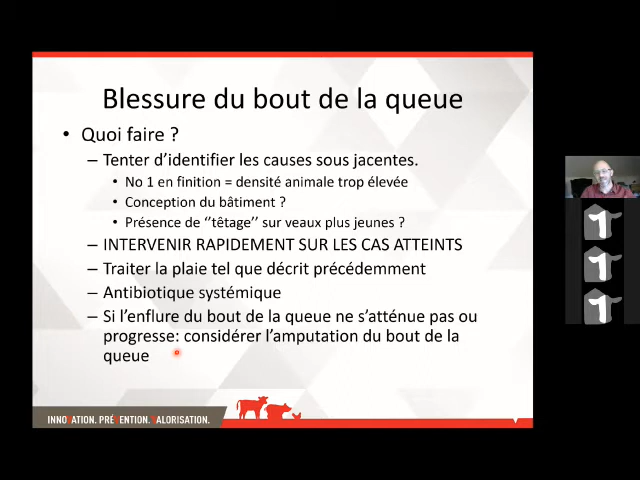 Blessure du bout de la queue
• Quoi faire ?
– Tenter d’identifier les causes sous jacentes.
• No 1 en finition = densité animale trop élevée
• Conception du bâtiment ?
• Présence de ‘’têtage’’ sur veaux plus jeunes ?
– INTERVENIR RAPIDEMENT SUR LES CAS ATTEINTS
– Traiter la plaie tel que décrit précédemment
– Antibiotique systémique
– Si l’enflure du bout de la queue ne s’atténue pas ou
progresse: considérer l’amputation du bout de la
queue
INNOVATION. PRÉVENTION. VALORISATION.